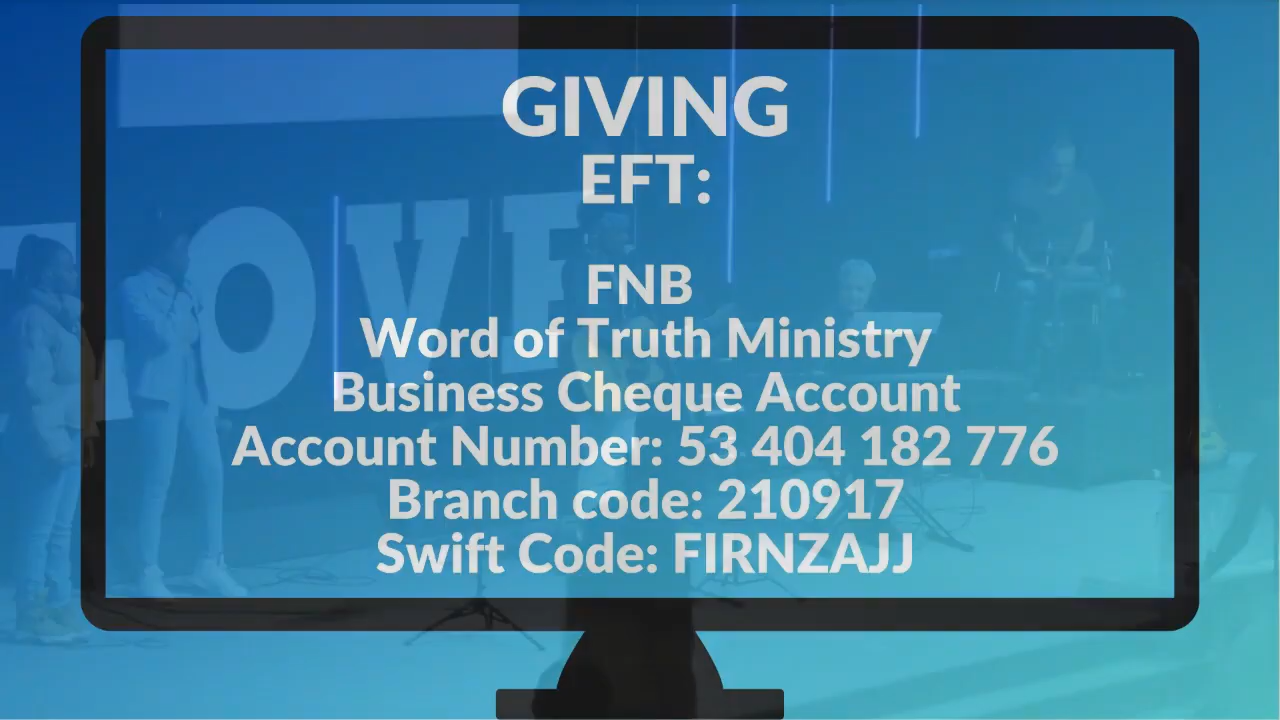 GIVING
EFT:
FNB
Word of Truth Ministry
Business Cheque Account
Account Number: 53 404 182 776
Branch code: 210917
Swift Code: FIRNZAJJ
LOVE